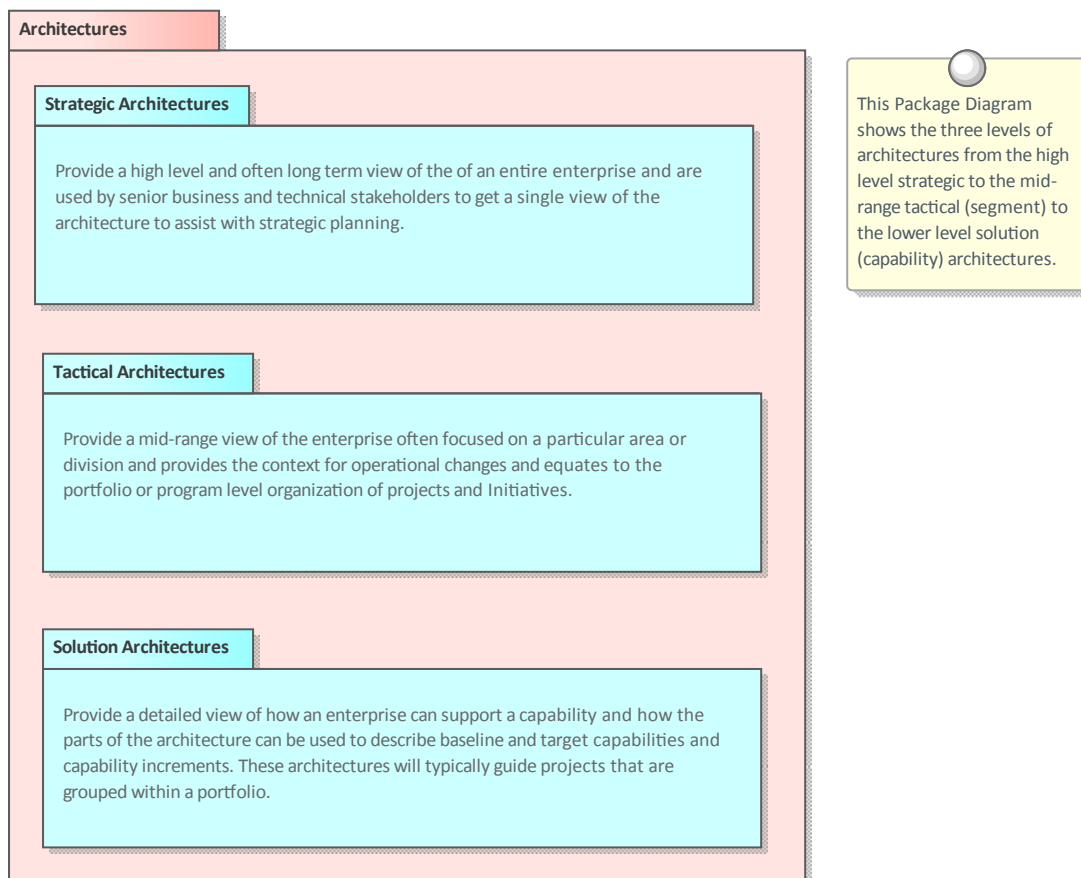 Architectures
Strategic Architectures
Provide a high level and often long term view of the of an entire enterprise and are
used by senior business and technical stakeholders to get a single view of the
architecture to assist with strategic planning.
Tactical Architectures
Provide a mid-range view of the enterprise often focused on a particular area or
division and provides the context for operational changes and equates to the
portfolio or program level organization of projects and Initiatives.
Solution Architectures
Provide a detailed view of how an enterprise can support a capability and how the
parts of the architecture can be used to describe baseline and target capabilities and
capability increments. These architectures will typically guide projects that are
grouped within a portfolio.
This Package Diagram
shows the three levels of
architectures from the high
level strategic to the mid-
range tactical (segment) to
the lower level solution
(capability) architectures.